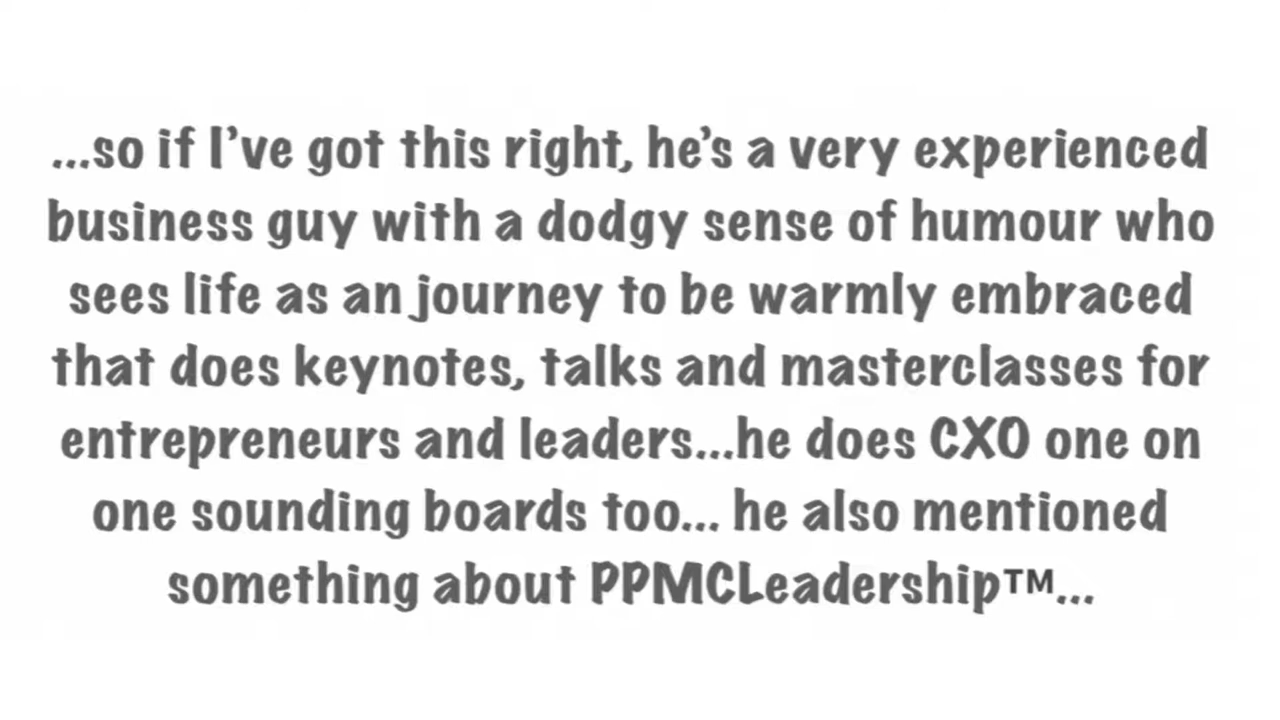 ...so if I’ve got this right, he’s a very experienced
business guy with a dodgy sense of humour who
sees life as an journey to be warmly embraced
that does keynotes, talks and masterclasses for
entrepreneurs and leaders...he does CXO one on
one sounding boards too... he also mentioned
something about PPMCLeadership™...